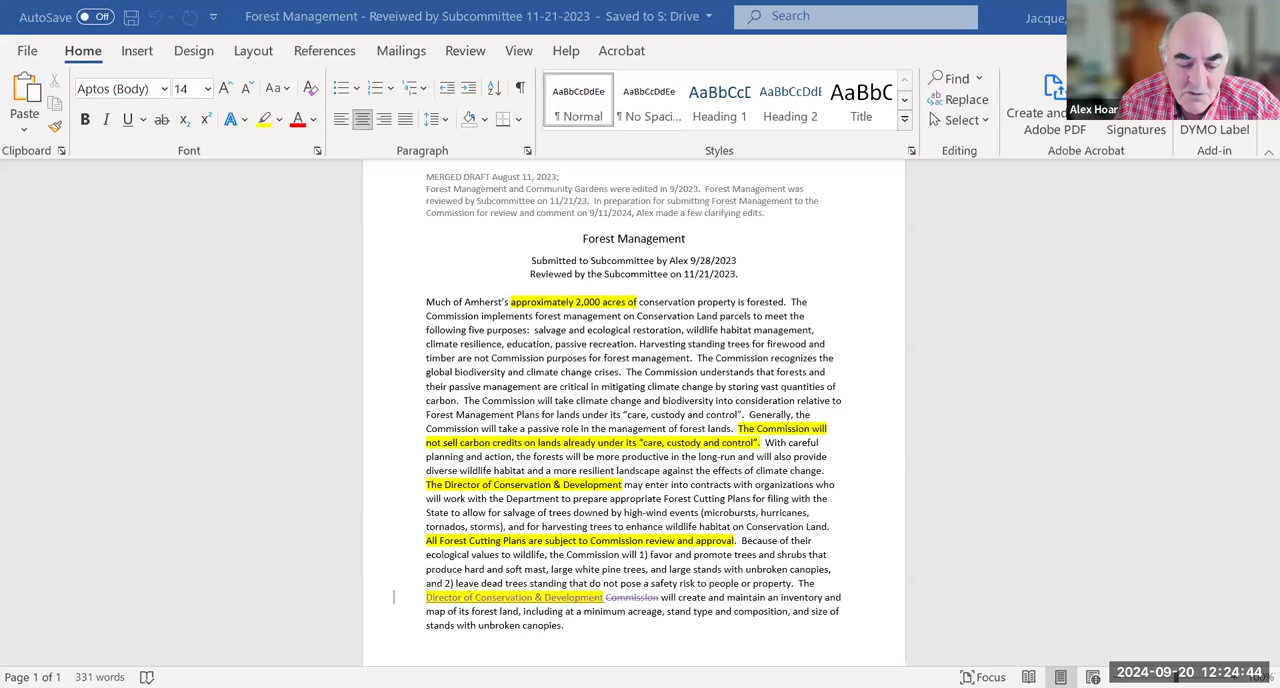 AutoSave Off Forest Management - Reveiwed by Subcommittee 11-21-2023 - Saved to S: Drive Search Jacque,
File Home Insert Design Layout References Mailings Review View Help Acrobat
Paste Aptos (Body) 14 Aa AaBbCcDdEe AaBbCcDdEe AaBbCcD AaBbCcDdE AaBbC Find Replace Select
B I U ab x₂ x² A A ¶ Normal ¶ No Spaci... Heading 1 Heading 2 Title Create and Adobe PDF Signatures DYMO Label
Alex Hoar
Clipboard Font Paragraph Styles Editing Adobe Acrobat Add-in
MERGED DRAFT August 11, 2023;
Forest Management and Community Gardens were edited in 9/2023. Forest Management was
reviewed by Subcommittee on 11/21/23. In preparation for submitting Forest Management to the
Commission for review and comment on 9/11/2024, Alex made a few clarifying edits.
Forest Management
Submitted to Subcommittee by Alex 9/28/2023
Reviewed by the Subcommittee on 11/21/2023.
Much of Amherst's approximately 2,000 acres of conservation property is forested. The
Commission implements forest management on Conservation Land parcels to meet the
following five purposes: salvage and ecological restoration, wildlife habitat management,
climate resilience, education, passive recreation. Harvesting standing trees for firewood and
timber are not Commission purposes for forest management. The Commission recognizes the
global biodiversity and climate change crises. The Commission understands that forests and
their passive management are critical in mitigating climate change by storing vast quantities of
carbon. The Commission will take climate change and biodiversity into consideration relative to
Forest Management Plans for lands under its "care, custody and control". Generally, the
Commission will take a passive role in the management of forest lands. The Commission will
not sell carbon credits on lands already under its "care, custody and control". With careful
planning and action, the forests will be more productive in the long-run and will also provide
diverse wildlife habitat and a more resilient landscape against the effects of climate change.
The Director of Conservation & Development may enter into contracts with organizations who
will work with the Department to prepare appropriate Forest Cutting Plans for filing with the
State to allow for salvage of trees downed by high-wind events (microbursts, hurricanes,
tornados, storms), and for harvesting trees to enhance wildlife habitat on Conservation Land.
All Forest Cutting Plans are subject to Commission review and approval. Because of their
ecological values to wildlife, the Commission will 1) favor and promote trees and shrubs that
produce hard and soft mast, large white pine trees, and large stands with unbroken canopies,
and 2) leave dead trees standing that do not pose a safety risk to people or property. The
Director of Conservation & Development Commission will create and maintain an inventory and
map of its forest land, including at a minimum acreage, stand type and composition, and size of
stands with unbroken canopies.
Page 1 of 1 331 words Focus
2024-09-20 12:24:44